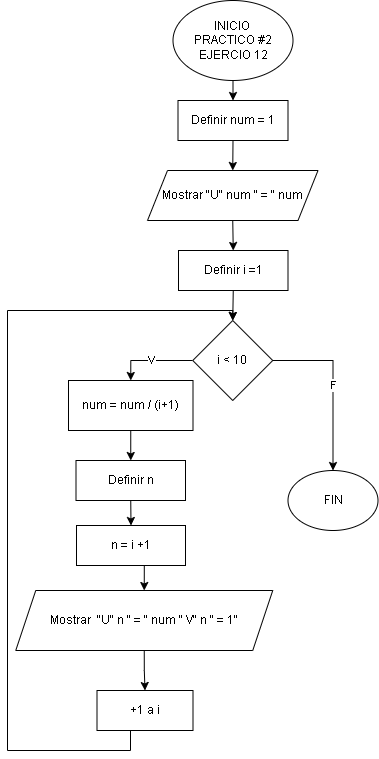 INICIO
PRACTICO #2
EJERCIO 12
Definir num = 1
Mostrar "U" num " = " num
Definir i =1
i < 10
V
F
num = num / (i+1)
Definir n
FIN
n = i +1
Mostrar  "U" n " = " num " V" n " = 1"
+1 a i